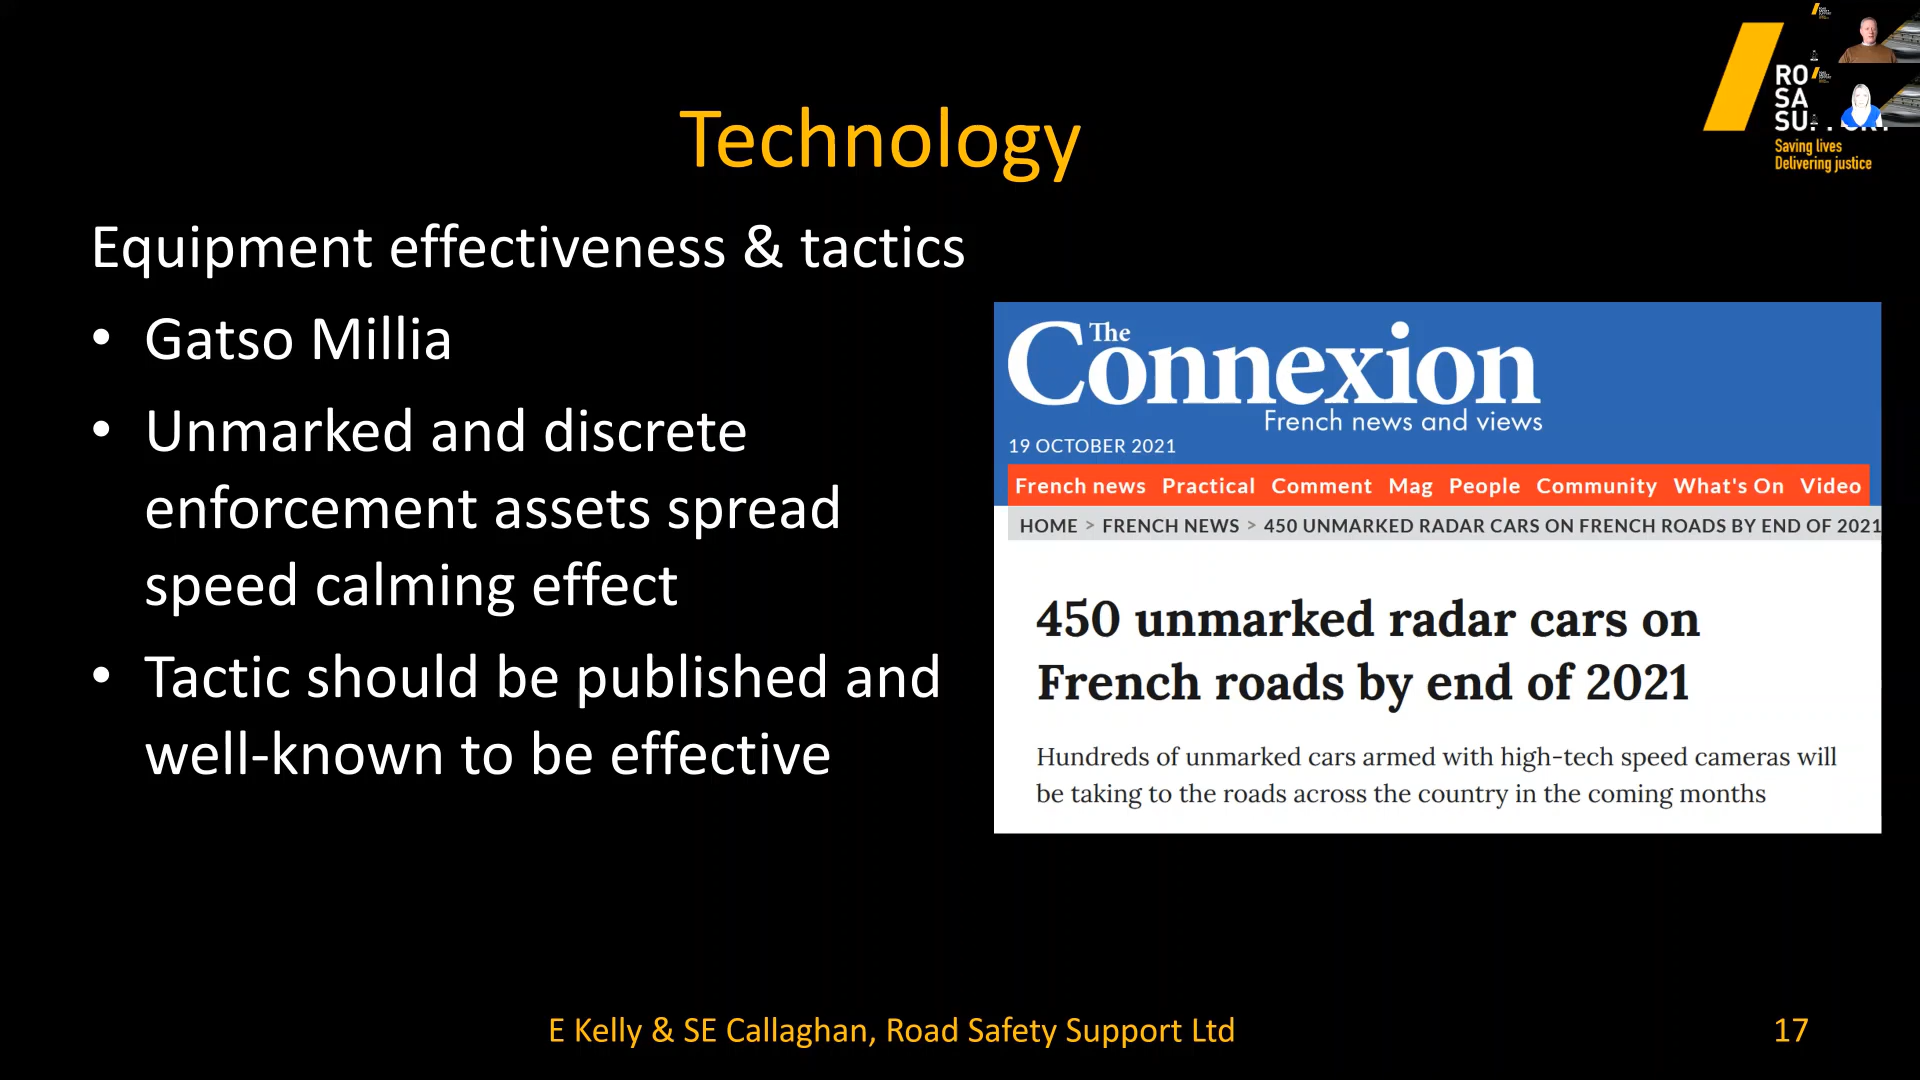 Technology
RO
SA
SU
Saving lives
Delivering justice
Equipment effectiveness & tactics
• Gatso Millia
• Unmarked and discrete
enforcement assets spread
speed calming effect
• Tactic should be published and
well-known to be effective
The
Connexion
French news and views
19 OCTOBER 2021
French news Practical Comment Mag People Community What's On Video
HOME > FRENCH NEWS > 450 UNMARKED RADAR CARS ON FRENCH ROADS BY END OF 2021
450 unmarked radar cars on
French roads by end of 2021
Hundreds of unmarked cars armed with high-tech speed cameras will
be taking to the roads across the country in the coming months
E Kelly & SE Callaghan, Road Safety Support Ltd
17